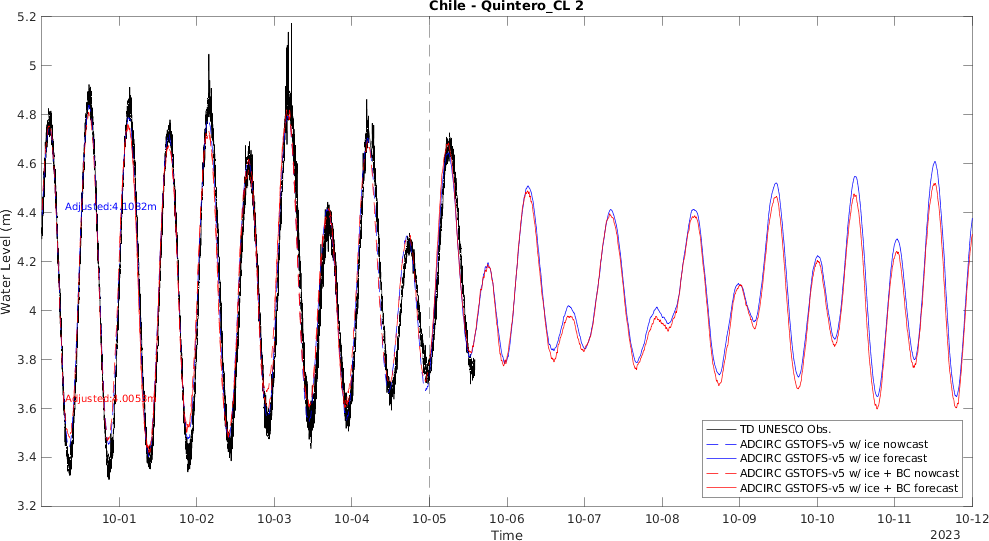 Chile - Quintero_CL 2
5.2
5
4.8
4.6
4.4
4.2
4
3.8
3.6
3.4
3.2
Water Level (m)
Adjusted:4.1032m
Adjusted:4.0053m
TD UNESCO Obs.
ADCIRC GSTOFS-v5 w/ ice nowcast
ADCIRC GSTOFS-v5 w/ ice forecast
ADCIRC GSTOFS-v5 w/ ice + BC nowcast
ADCIRC GSTOFS-v5 w/ ice + BC forecast
10-01 10-02 10-03 10-04 10-05 10-06 10-07 10-08 10-09 10-10 10-11 10-12
Time
2023